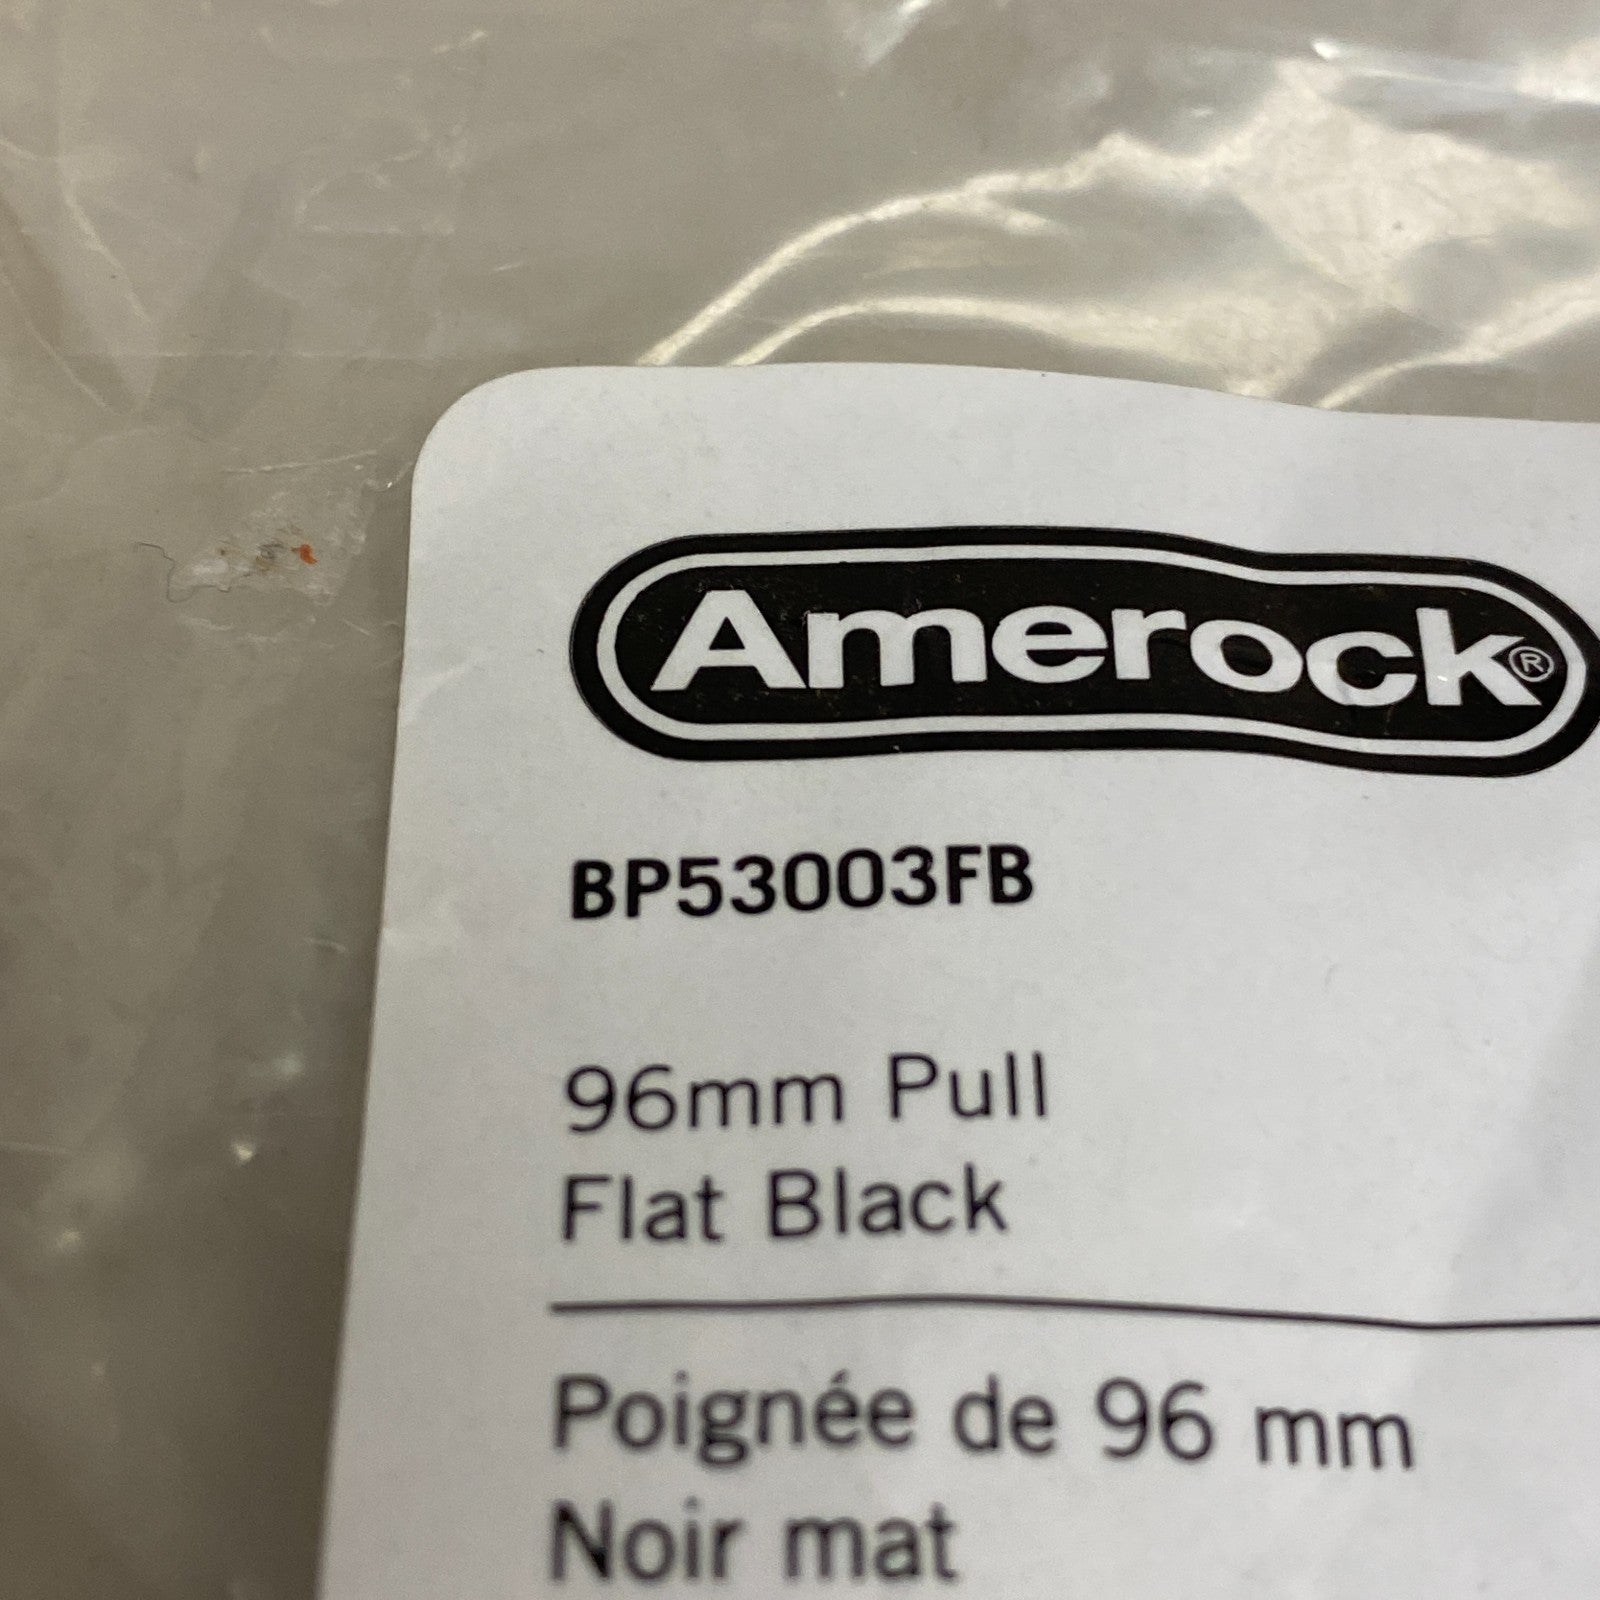 Amerock®
BP53003FB
96mm Pull
Flat Black
Poignée de 96 mm
Noir mat